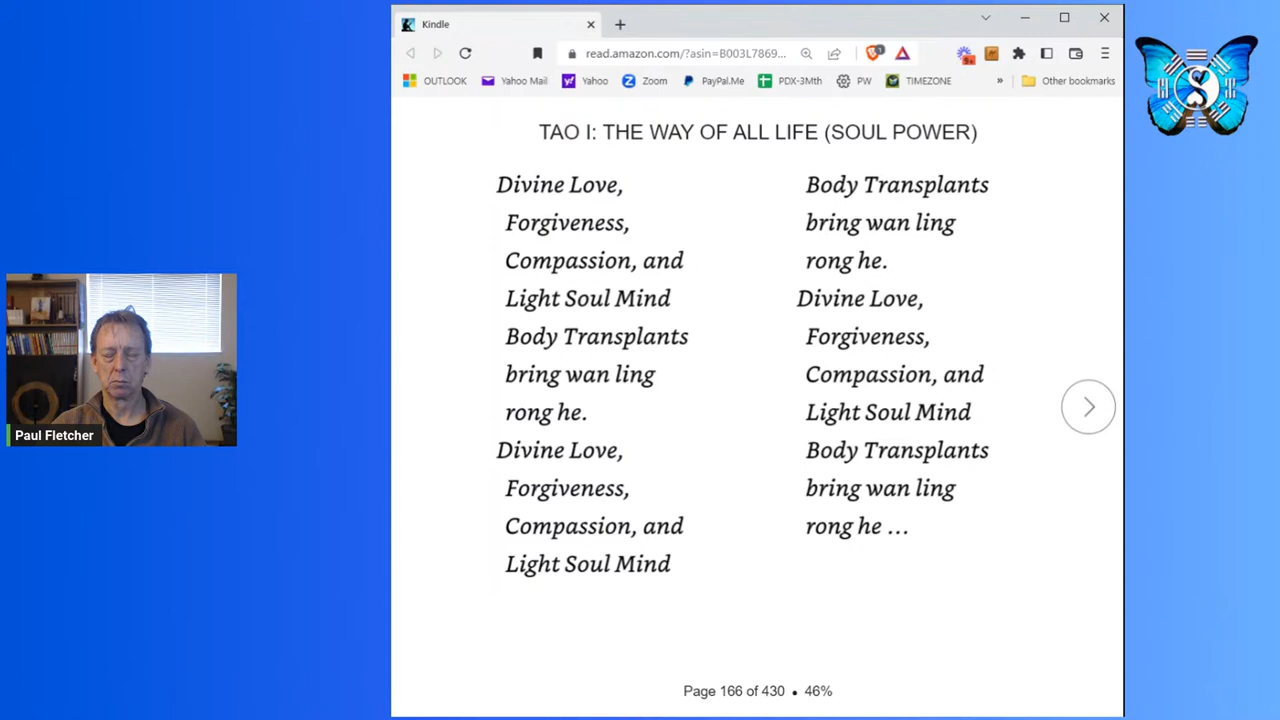 Kindle
read.amazon.com/?asin=B003L7869...
9+
1
OUTLOOK
Yahoo Mail
Yahoo
Zoom
PayPal.Me
PDX-3Mth
PW
TIMEZONE
»
Other bookmarks
TAO I: THE WAY OF ALL LIFE (SOUL POWER)
Divine Love,
Forgiveness,
Compassion, and
Light Soul Mind
Body Transplants
bring wan ling
rong he.
Divine Love,
Forgiveness,
Compassion, and
Light Soul Mind
Body Transplants
bring wan ling
rong he.
Divine Love,
Forgiveness,
Compassion, and
Light Soul Mind
Body Transplants
bring wan ling
rong he ...
Page 166 of 430 • 46%
Paul Fletcher